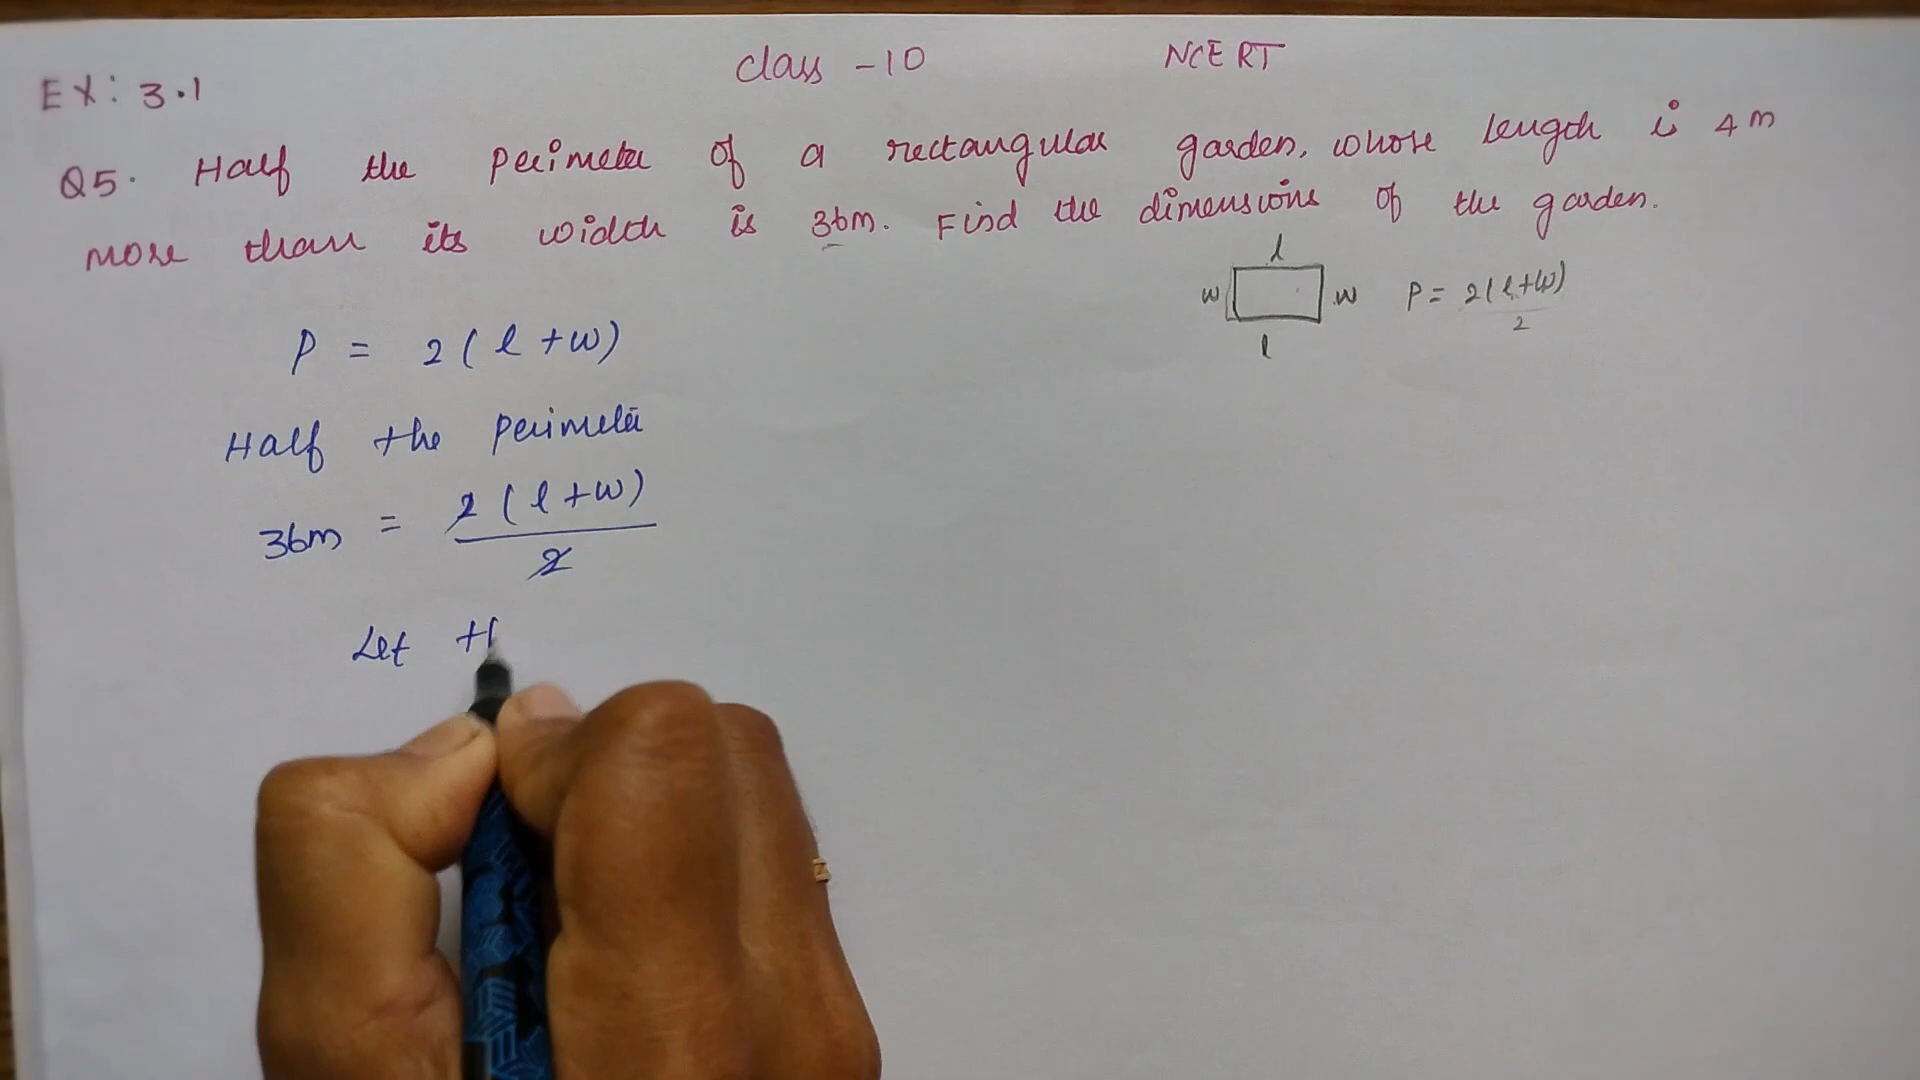 class - 10 NCERT
EX: 3.1
Q5. Half the perimeter of a rectangular garden, whose length is 4m
more than its width is 36m. Find the dimensions of the garden.
l
w w P = 2(l+w)
2
l
P = 2(l+w)
Half the perimeter
36m = 2(l+w)
2
Let th